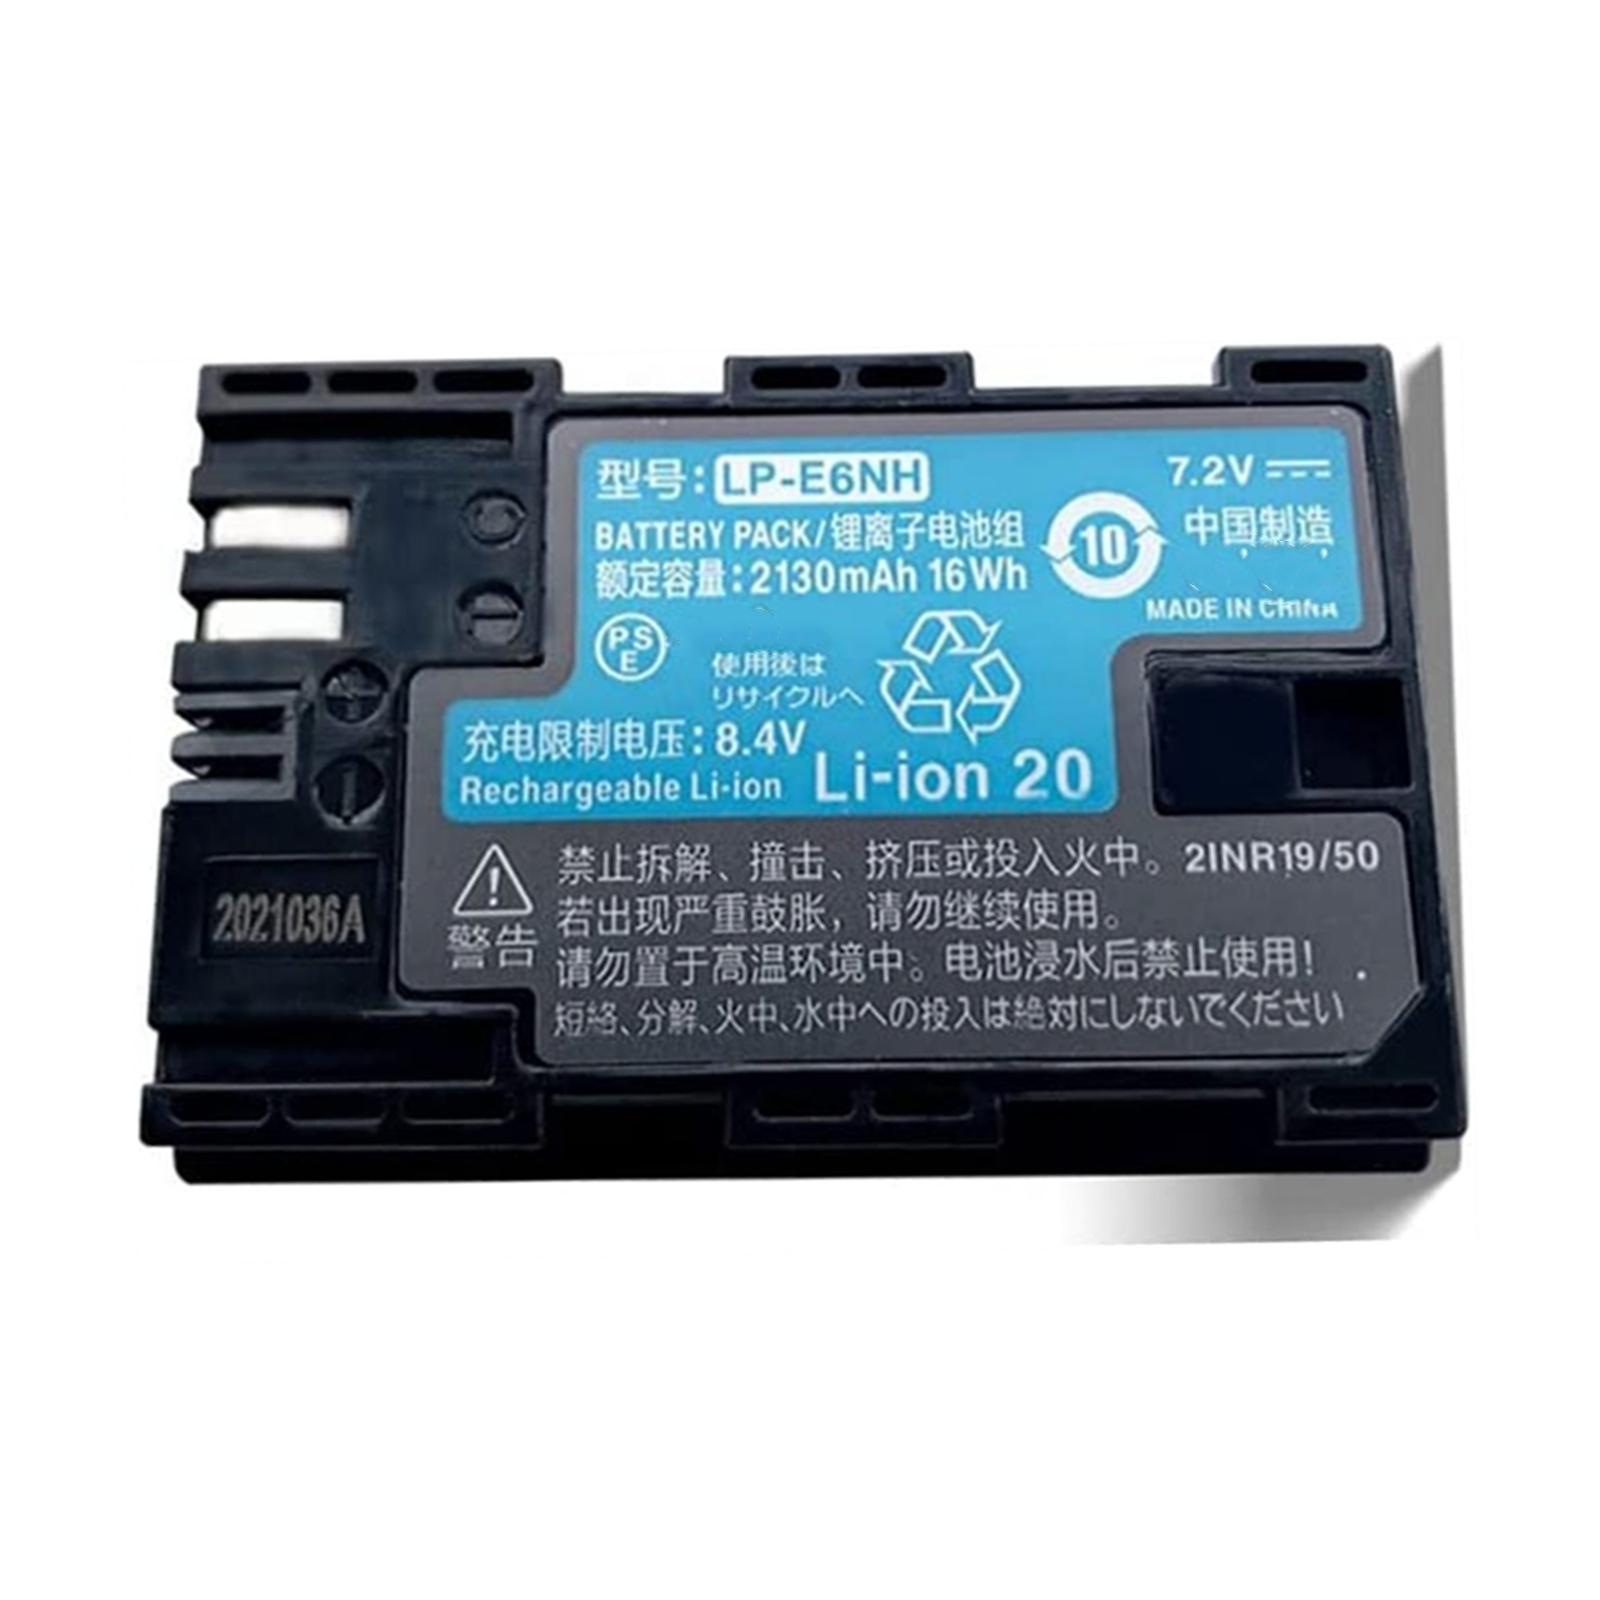 型号：LP-E6NH
7.2V
BATTERY PACK/锂离子电池组
10
中国制造
额定容量：2130mAh 16Wh
MADE IN CHINA
PS
E
使用後は
リサイクルへ
充电限制电压：8.4V
Rechargeable Li-ion
Li-ion 20
禁止拆解、撞击、挤压或投入火中。2INR19/50
若出现严重鼓胀，请勿继续使用。
警告
请勿置于高温环境中。电池浸水后禁止使用！
短絡、分解、火中、水中への投入は絶対にしないでください
2021036A